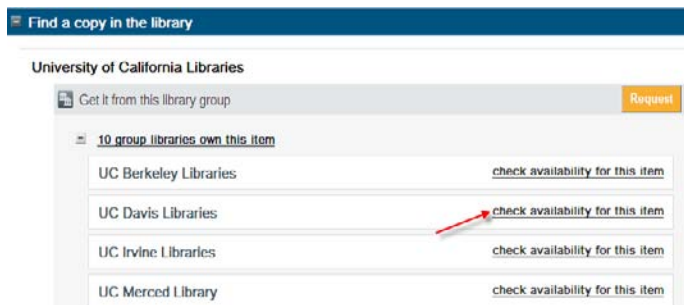 Find a copy in the library
University of California Libraries
Get it from this library group
Request
10 group libraries own this item
UC Berkeley Libraries check availability for this item
UC Davis Libraries check availability for this item
UC Irvine Libraries check availability for this item
UC Merced Library check availability for this item